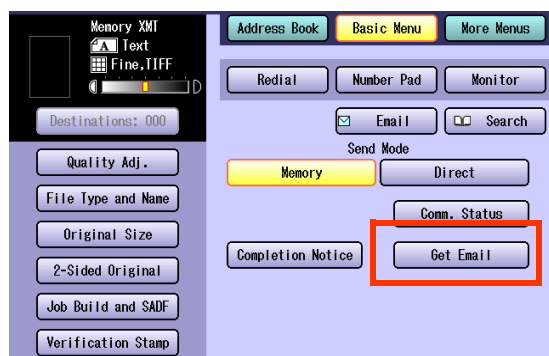 Memory XMT
A Text
Fine,TIFF
D
Destinations: 000
Quality Adj.
File Type and Name
Original Size
2-Sided Original
Job Build and SADF
Verification Stamp
Address Book
Basic Menu
More Menus
Redial
Number Pad
Monitor
Email
Search
Send Mode
Memory
Direct
Comm. Status
Completion Notice
Get Email